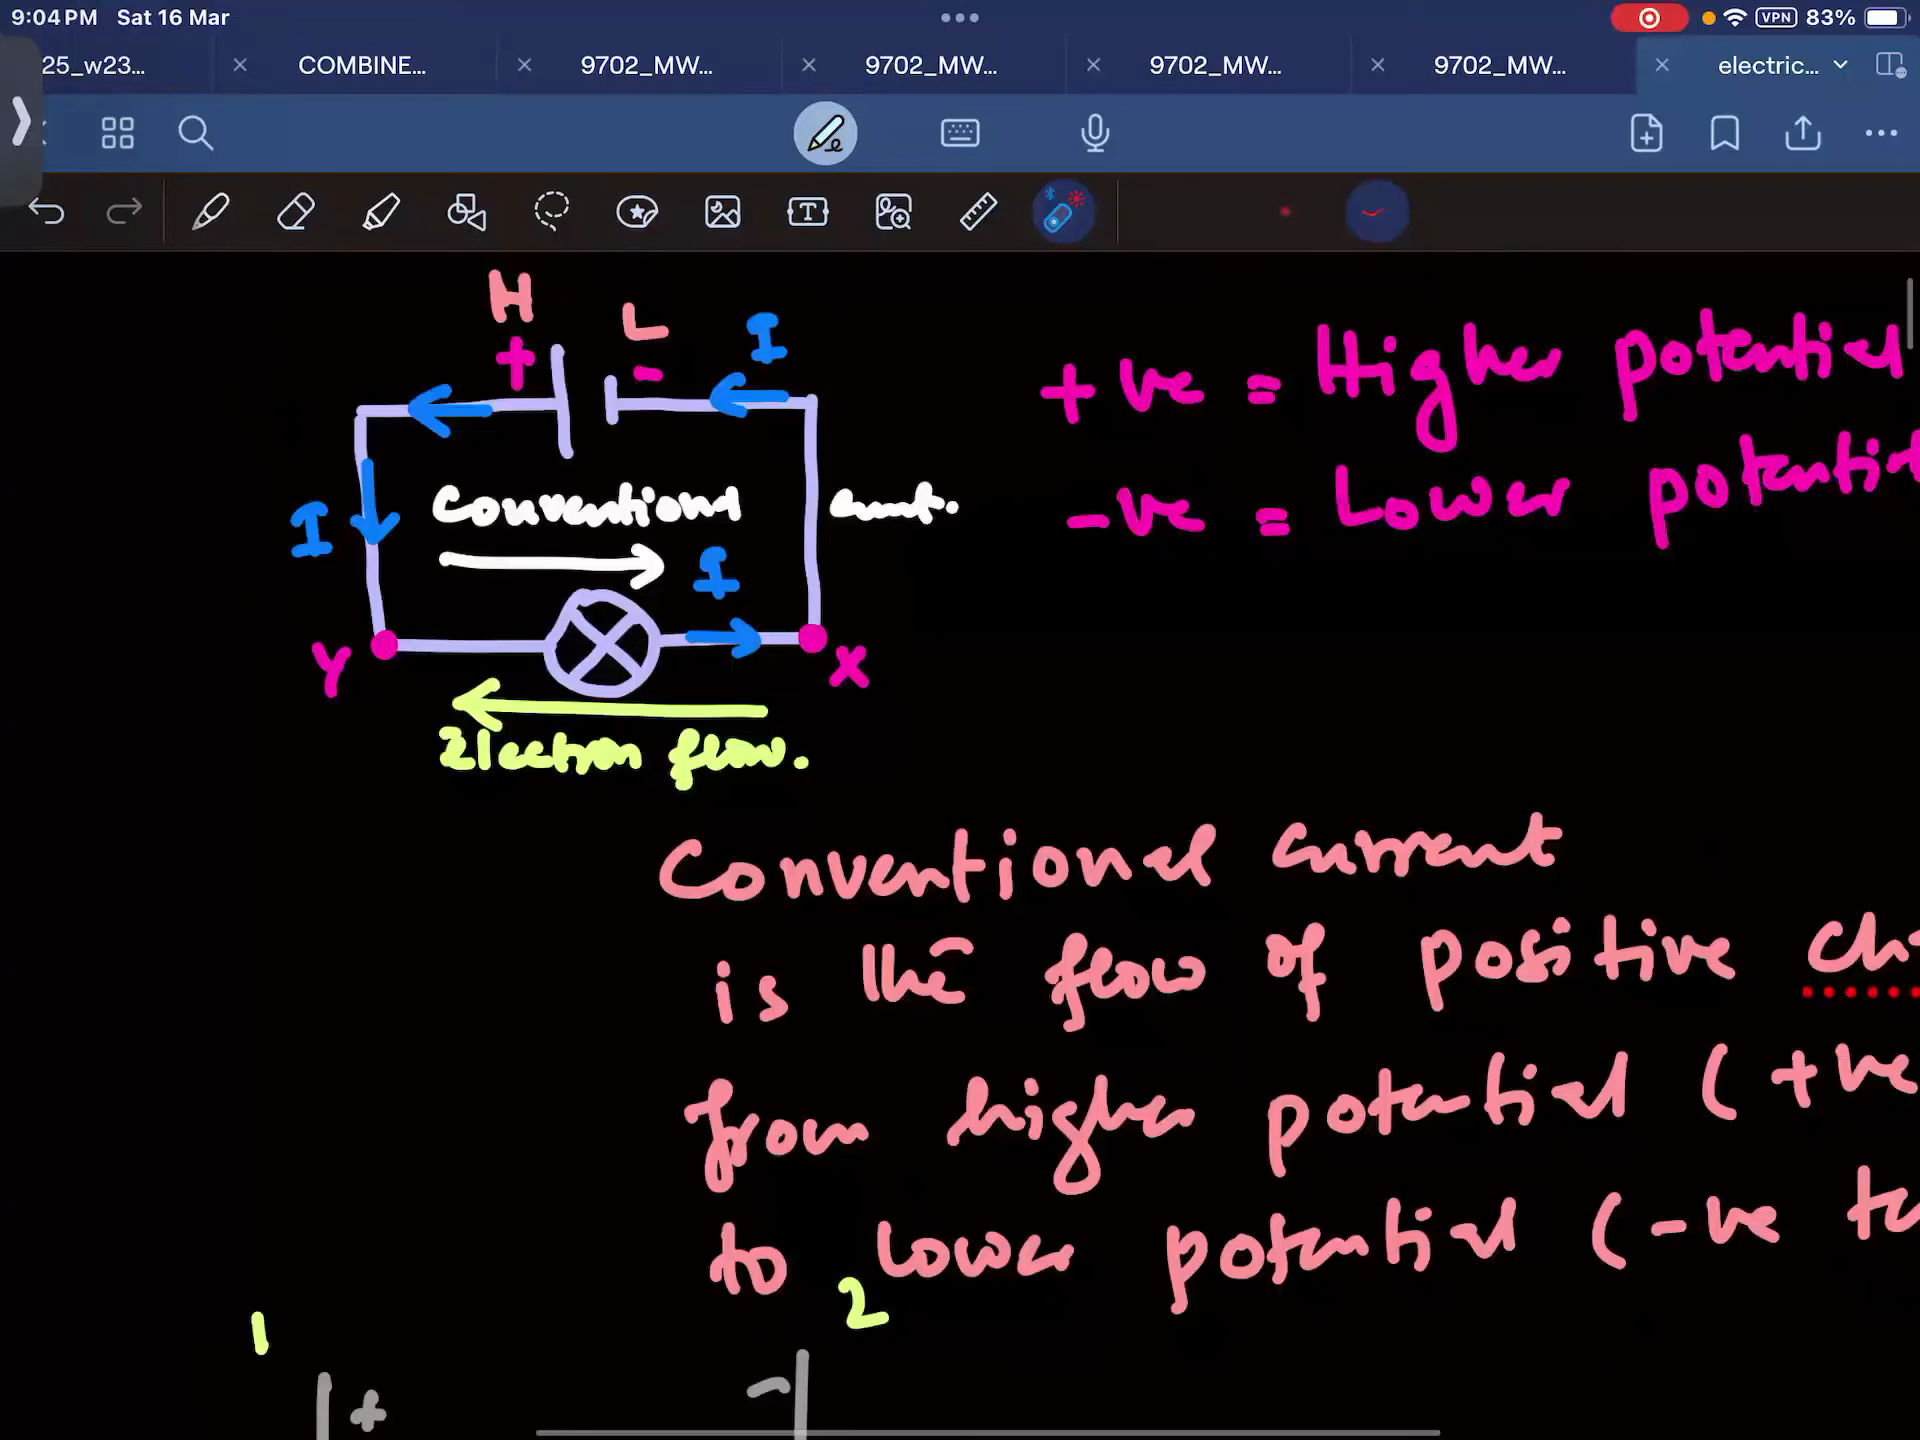 9:04 PM Sat 16 Mar
VPN 83%
25_w23...
COMBINE...
9702_MW...
9702_MW...
9702_MW...
9702_MW...
electric...
H
L
+
-
I
I
Conventional
I
Y
X
Electron flow.
+ve = Higher potential
-ve = Lower potenti
Conventional current
is the flow of positive ch
from higher potential (+ve
to lower potential (-ve te
1
2
+
-